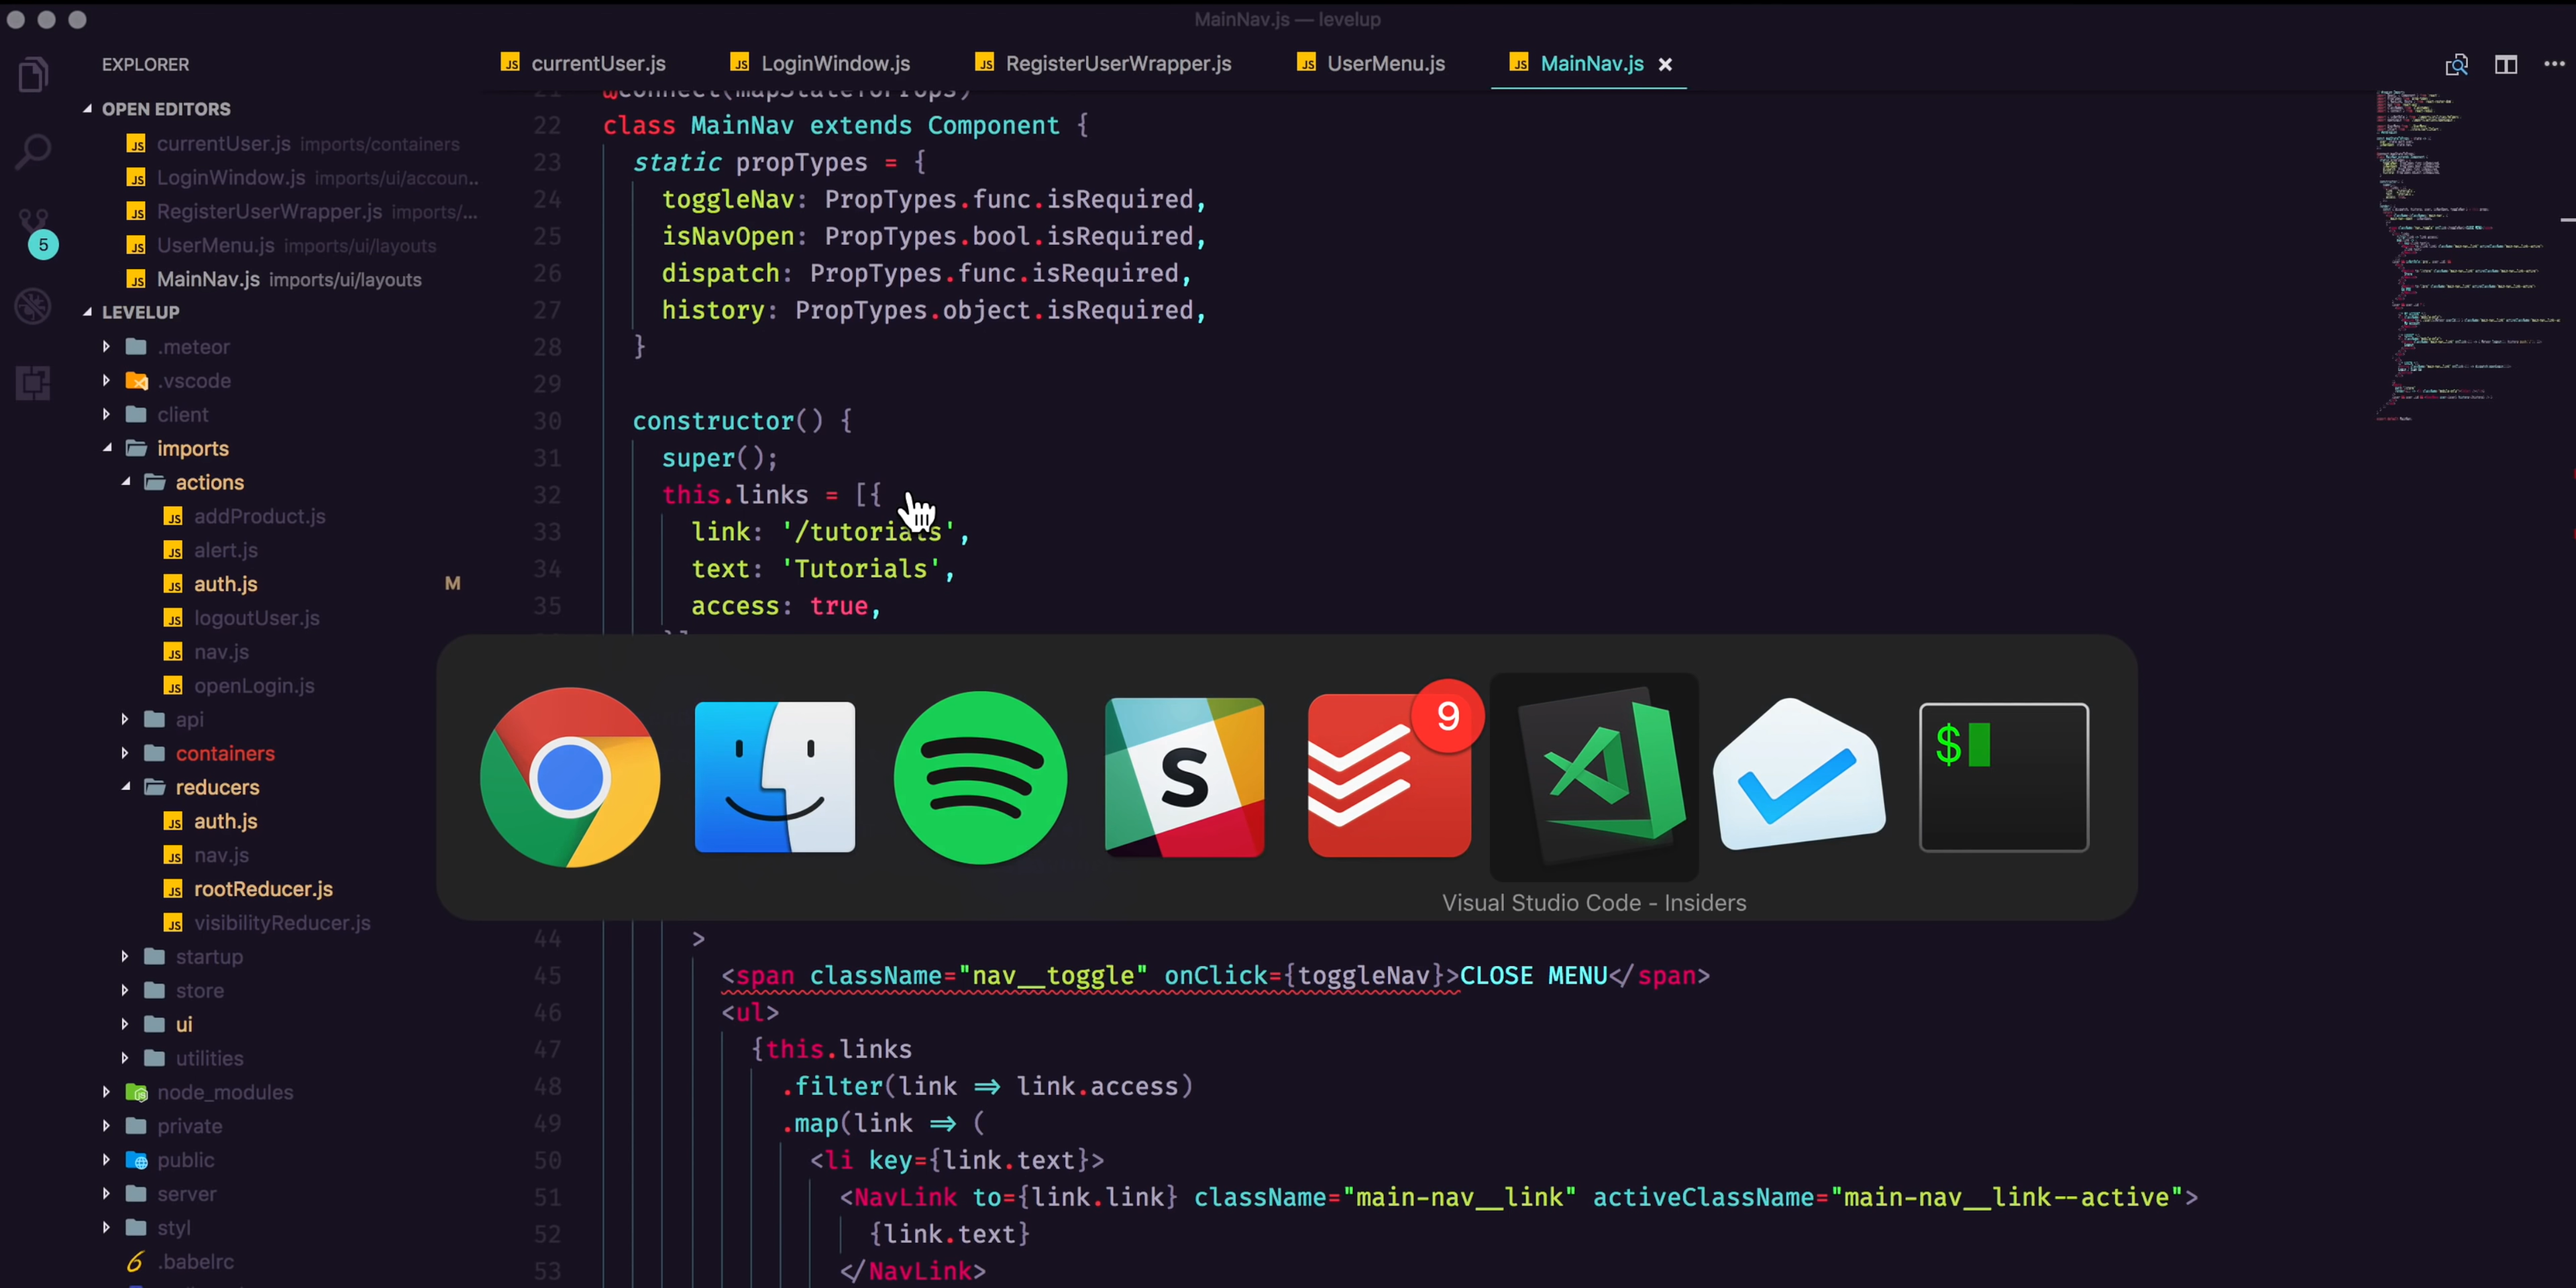 MainNav.js — levelup
EXPLORER
OPEN EDITORS
currentUser.js imports/containers
LoginWindow.js imports/ui/accoun...
RegisterUserWrapper.js imports/...
UserMenu.js imports/ui/layouts
MainNav.js imports/ui/layouts
5
LEVELUP
.meteor
.vscode
client
imports
actions
addProduct.js
alert.js
auth.js M
logoutUser.js
nav.js
openLogin.js
api
containers
reducers
auth.js
nav.js
rootReducer.js
visibilityReducer.js
startup
store
ui
utilities
node_modules
private
public
server
styl
.babelrc
JS currentUser.js
JS LoginWindow.js
JS RegisterUserWrapper.js
JS UserMenu.js
JS MainNav.js
21 @connect(mapStateToProps)
22 class MainNav extends Component {
23 static propTypes = {
24 toggleNav: PropTypes.func.isRequired,
25 isNavOpen: PropTypes.bool.isRequired,
26 dispatch: PropTypes.func.isRequired,
27 history: PropTypes.object.isRequired,
28 }
29
30 constructor() {
31 super();
32 this.links = [{
33 link: '/tutorials',
34 text: 'Tutorials',
35 access: true,
9
S
$
Visual Studio Code - Insiders
44 >
45 <span className="nav__toggle" onClick={toggleNav}>CLOSE MENU</span>
46 <ul>
47 {this.links
48 .filter(link => link.access)
49 .map(link => (
50 <li key={link.text}>
51 <NavLink to={link.link} className="main-nav__link" activeClassName="main-nav__link--active">
52 {link.text}
53 </NavLink>